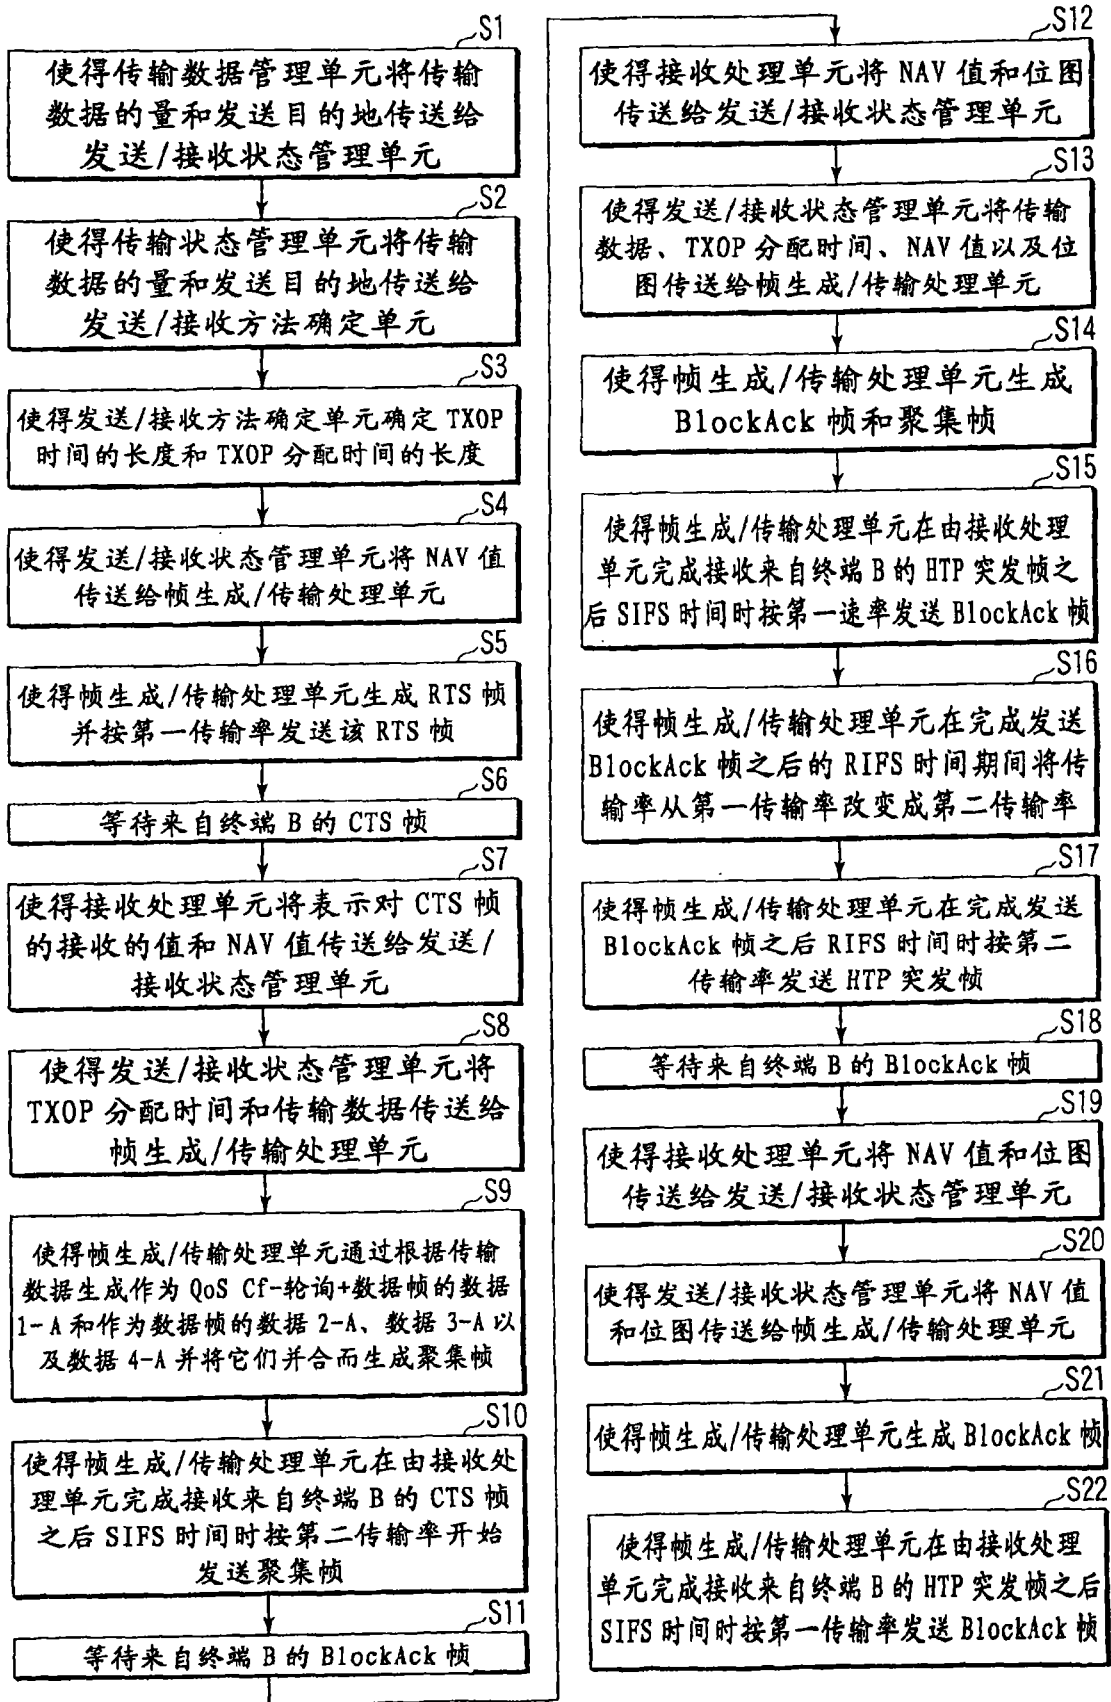 S1
使得传输数据管理单元将传输
数据的量和发送目的地传送给
发送/接收状态管理单元
S2
使得传输状态管理单元将传输
数据的量和发送目的地传送给
发送/接收方法确定单元
S3
使得发送/接收方法确定单元确定 TXOP
时间的长度和 TXOP 分配时间的长度
S4
使得发送/接收状态管理单元将 NAV 值
传送给帧生成/传输处理单元
S5
使得帧生成/传输处理单元生成 RTS 帧
并按第一传输率发送该 RTS 帧
S6
等待来自终端 B 的 CTS 帧
S7
使得接收处理单元将表示对 CTS 帧
的接收的值和 NAV 值传送给发送/
接收状态管理单元
S8
使得发送/接收状态管理单元将
TXOP 分配时间和传输数据传送给
帧生成/传输处理单元
S9
使得帧生成/传输处理单元通过根据传输
数据生成作为 QoS Cf-轮询+数据帧的数据
1-A 和作为数据帧的数据 2-A、数据 3-A 以
及数据 4-A 并将它们并合而生成聚集帧
S10
使得帧生成/传输处理单元在由接收处
理单元完成接收来自终端 B 的 CTS 帧
之后 SIFS 时间时按第二传输率开始
发送聚集帧
S11
等待来自终端 B 的 BlockAck 帧
S12
使得接收处理单元将 NAV 值和位图
传送给发送/接收状态管理单元
S13
使得发送/接收状态管理单元将传输
数据、TXOP 分配时间、NAV 值以及位
图传送给帧生成/传输处理单元
S14
使得帧生成/传输处理单元生成
BlockAck 帧和聚集帧
S15
使得帧生成/传输处理单元在由接收处理
单元完成接收来自终端 B 的 HTP 突发帧之
后 SIFS 时间时按第一速率发送 BlockAck 帧
S16
使得帧生成/传输处理单元在完成发送
BlockAck 帧之后的 RIFS 时间期间将传
输率从第一传输率改变成第二传输率
S17
使得帧生成/传输处理单元在完成发送
BlockAck 帧之后 RIFS 时间时按第二
传输率发送 HTP 突发帧
S18
等待来自终端 B 的 BlockAck 帧
S19
使得接收处理单元将 NAV 值和位图
传送给发送/接收状态管理单元
S20
使得发送/接收状态管理单元将 NAV 值
和位图传送给帧生成/传输处理单元
S21
使得帧生成/传输处理单元生成 BlockAck 帧
S22
使得帧生成/传输处理单元在由接收处理
单元完成接收来自终端 B 的 HTP 突发帧之后
SIFS 时间时按第一传输率发送 BlockAck 帧